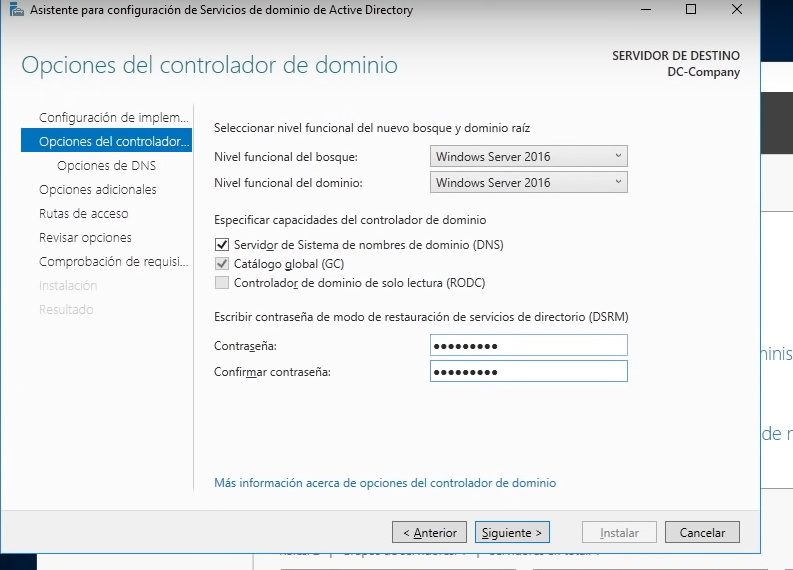 Asistente para configuración de Servicios de dominio de Active Directory
Opciones del controlador de dominio
SERVIDOR DE DESTINO
DC-Company
Configuración de implem...
Opciones del controlador...
Opciones de DNS
Opciones adicionales
Rutas de acceso
Revisar opciones
Comprobación de requisi...
Instalación
Resultado
Seleccionar nivel funcional del nuevo bosque y dominio raíz
Nivel funcional del bosque: Windows Server 2016
Nivel funcional del dominio: Windows Server 2016
Especificar capacidades del controlador de dominio
Servidor de Sistema de nombres de dominio (DNS)
Catálogo global (GC)
Controlador de dominio de solo lectura (RODC)
Escribir contraseña de modo de restauración de servicios de directorio (DSRM)
Contraseña: ●●●●●●●●●
Confirmar contraseña: ●●●●●●●●●
Más información acerca de opciones del controlador de dominio
< Anterior Siguiente > Instalar Cancelar
ninis
de r